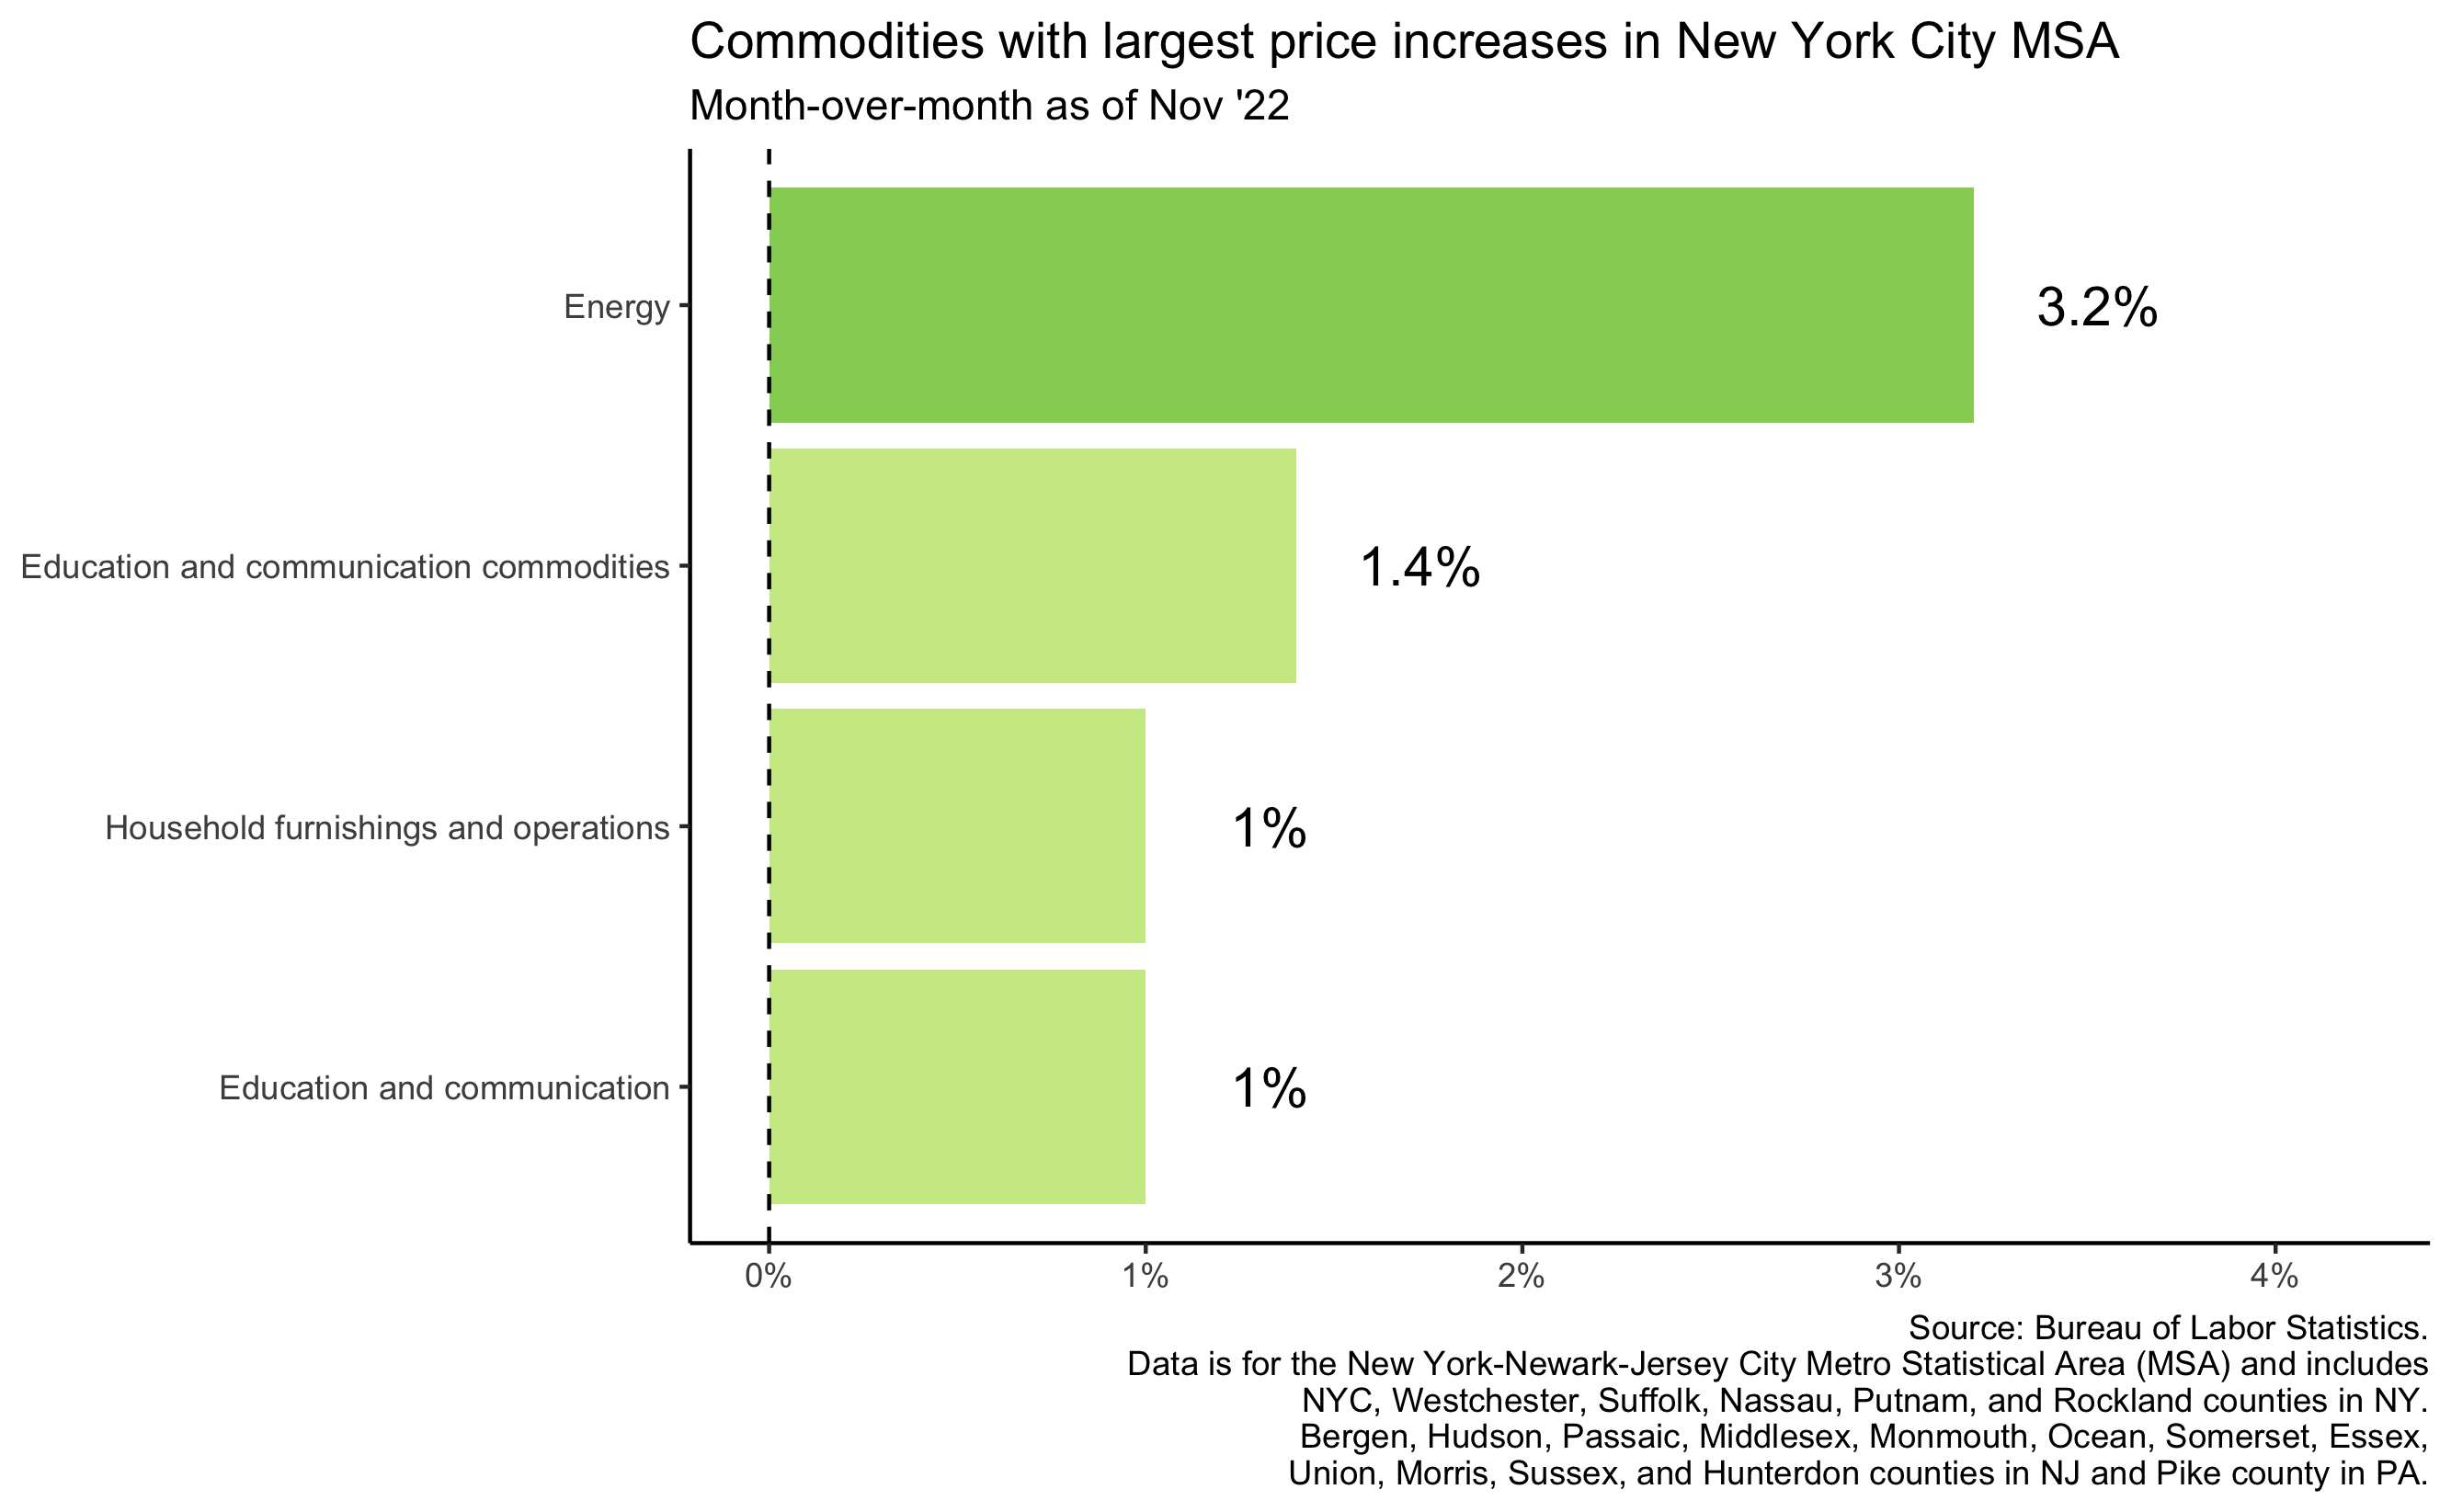 Commodities with largest price increases in New York City MSA
Month-over-month as of Nov '22
Energy
3.2%
Education and communication commodities
1.4%
Household furnishings and operations
1%
Education and communication
1%
0% 1% 2% 3% 4%
Source: Bureau of Labor Statistics.
Data is for the New York-Newark-Jersey City Metro Statistical Area (MSA) and includes
NYC, Westchester, Suffolk, Nassau, Putnam, and Rockland counties in NY.
Bergen, Hudson, Passaic, Middlesex, Monmouth, Ocean, Somerset, Essex,
Union, Morris, Sussex, and Hunterdon counties in NJ and Pike county in PA.